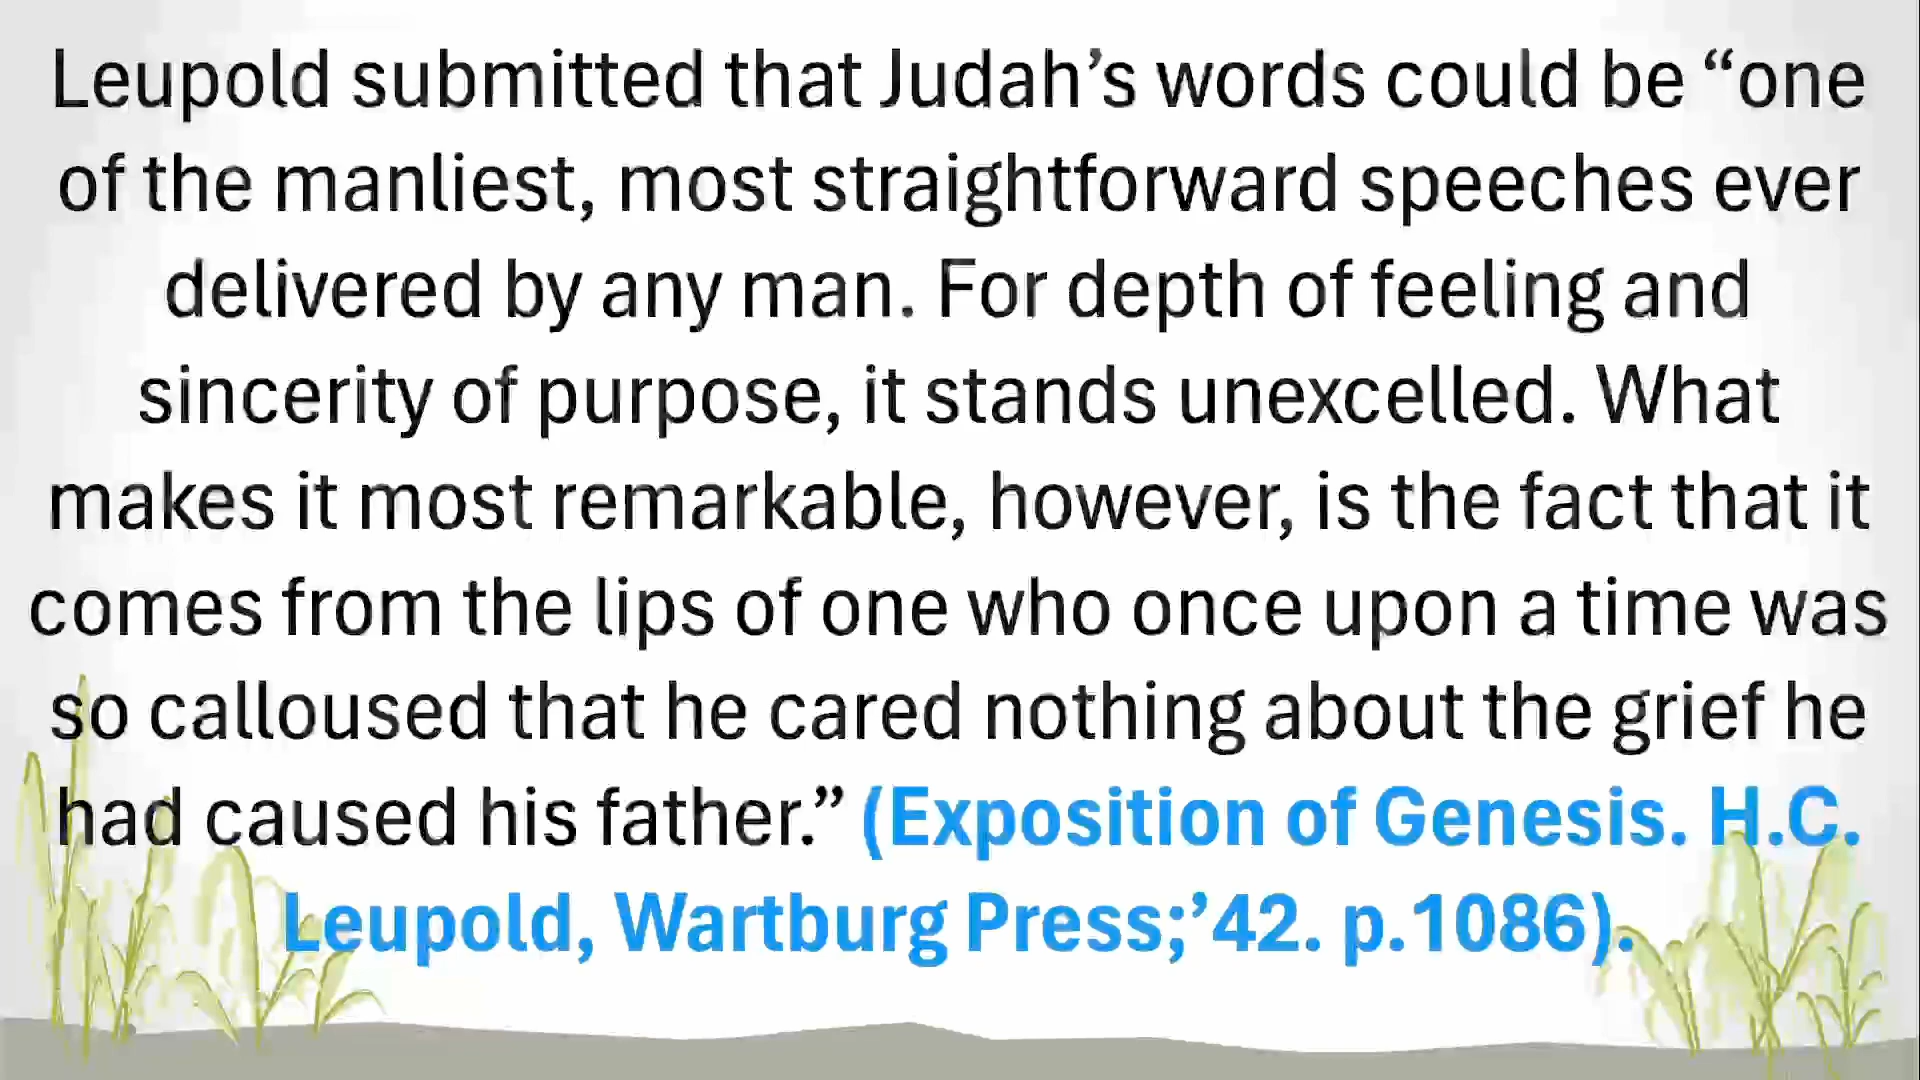 Leupold submitted that Judah’s words could be “one
of the manliest, most straightforward speeches ever
delivered by any man. For depth of feeling and
sincerity of purpose, it stands unexcelled. What
makes it most remarkable, however, is the fact that it
comes from the lips of one who once upon a time was
so calloused that he cared nothing about the grief he
had caused his father.” (Exposition of Genesis. H.C.
Leupold, Wartburg Press;’42. p.1086).